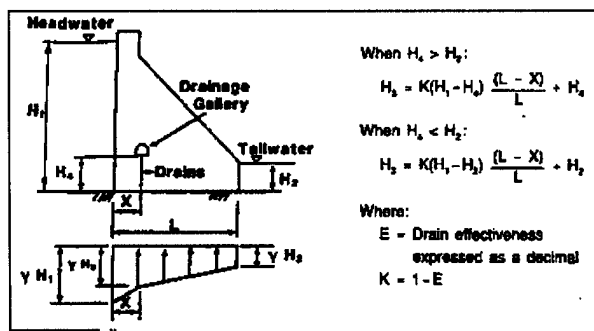 Headwater
Drainage
Gallery
Tailwater
H₁
H₄
Drains
H₂
X
L
γ H₁
γ H₃
γ H₂
X
When H₄ > H₂:
H₃ = K(H₁-H₄) (L - X)/L + H₄
When H₄ < H₂:
H₃ = K(H₁-H₂) (L - X)/L + H₂
Where:
E = Drain effectiveness
expressed as a decimal
K = 1 - E